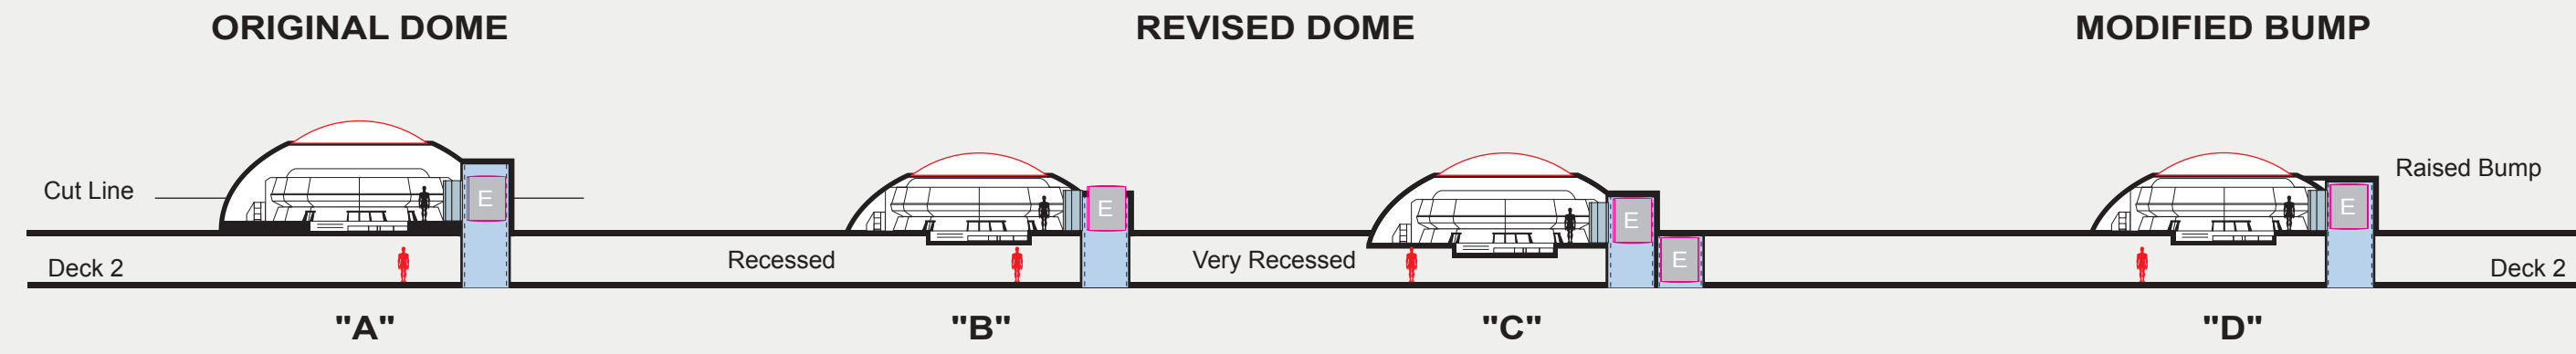 ORIGINAL DOME
REVISED DOME
MODIFIED BUMP
Cut Line
E
E
E
E
E
Raised Bump
Deck 2
Recessed
Very Recessed
Deck 2
"A"
"B"
"C"
"D"